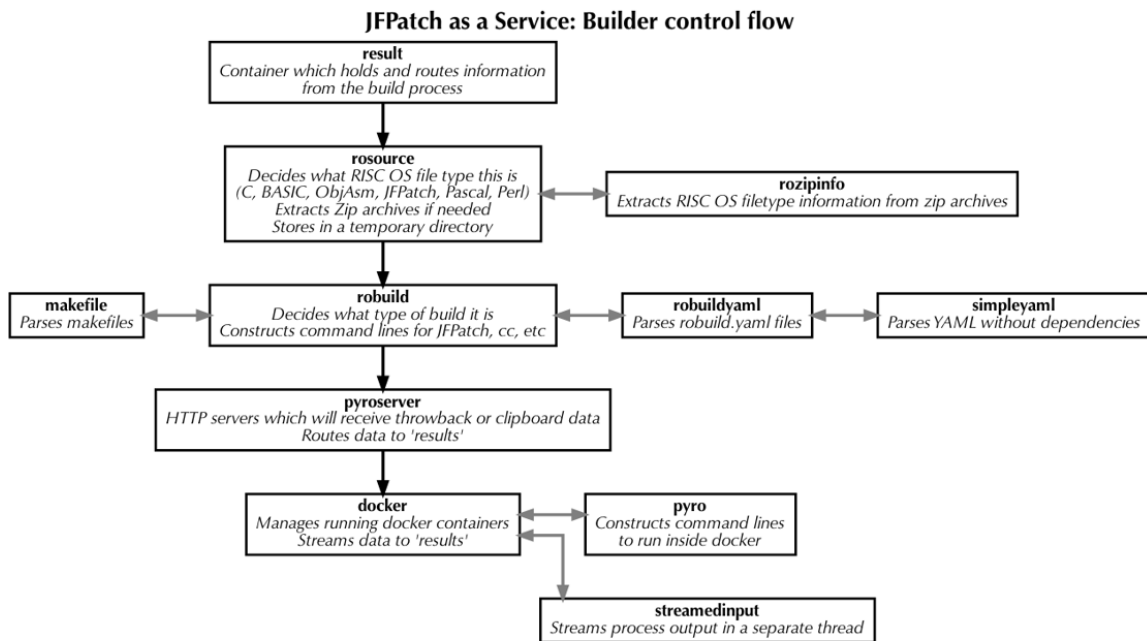 JFPatch as a Service: Builder control flow
result
Container which holds and routes information
from the build process
rosource
Decides what RISC OS file type this is
(C, BASIC, ObjAsm, JFPatch, Pascal, Perl)
Extracts Zip archives if needed
Stores in a temporary directory
rozipinfo
Extracts RISC OS filetype information from zip archives
makefile
Parses makefiles
robuild
Decides what type of build it is
Constructs command lines for JFPatch, cc, etc
robuildyaml
Parses robuild.yaml files
simpleyaml
Parses YAML without dependencies
pyroserver
HTTP servers which will receive throwback or clipboard data
Routes data to 'results'
docker
Manages running docker containers
Streams data to 'results'
pyro
Constructs command lines
to run inside docker
streamedinput
Streams process output in a separate thread